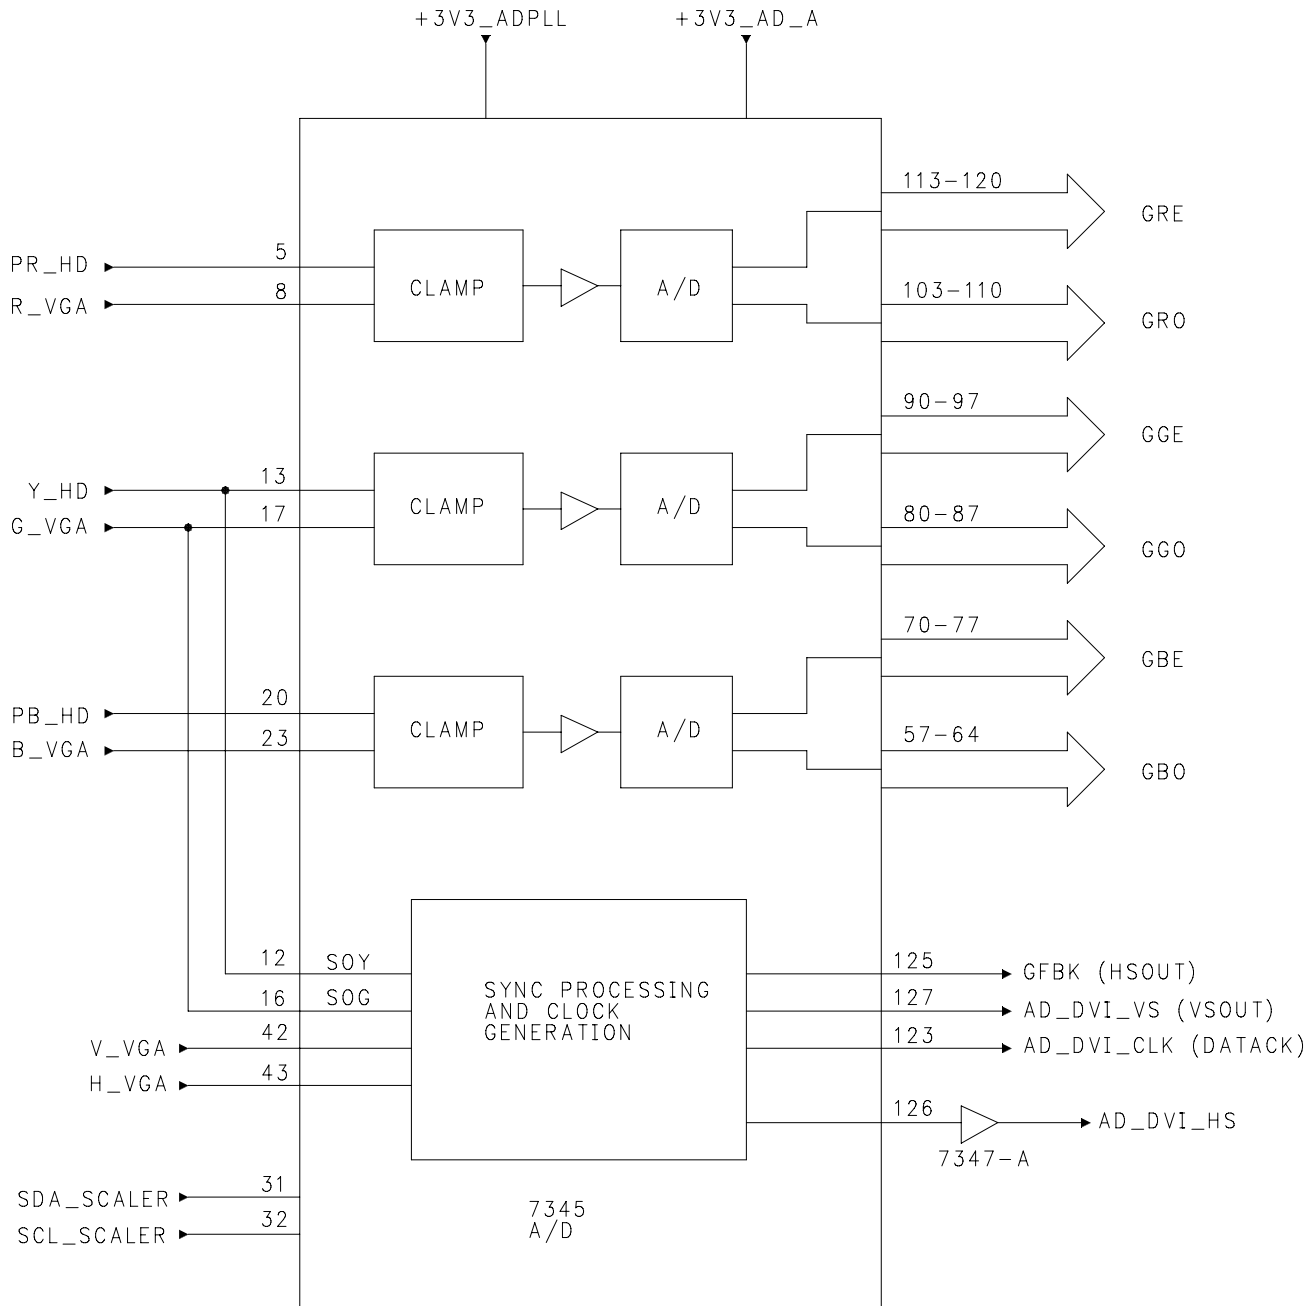 +3V3_ADPLL
+3V3_AD_A
113-120
GRE
PR_HD
5
CLAMP
A/D
R_VGA
8
103-110
GRO
90-97
GGE
Y_HD
13
CLAMP
A/D
G_VGA
17
80-87
GGO
70-77
GBE
PB_HD
20
CLAMP
A/D
B_VGA
23
57-64
GBO
12
SOY
16
SOG
V_VGA
42
H_VGA
43
SYNC PROCESSING
AND CLOCK
GENERATION
125
GFBK (HSOUT)
127
AD_DVI_VS (VSOUT)
123
AD_DVI_CLK (DATACK)
126
AD_DVI_HS
7347-A
SDA_SCALER
31
SCL_SCALER
32
7345
A/D